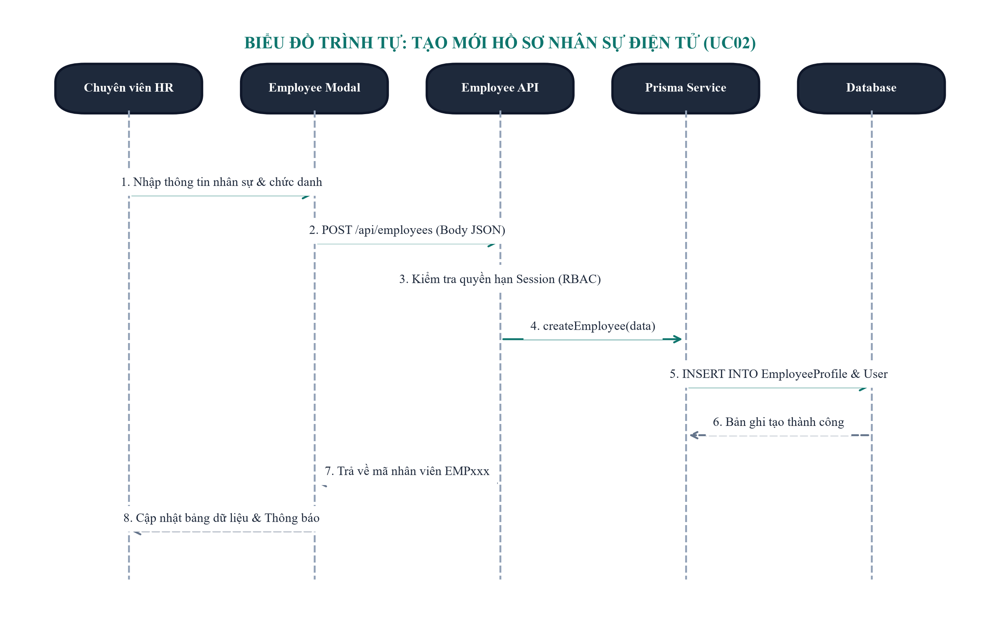 BIỂU ĐỒ TRÌNH TỰ: TẠO MỚI HỒ SƠ NHÂN SỰ ĐIỆN TỬ (UC02)
Chuyên viên HR
Employee Modal
Employee API
Prisma Service
Database
1. Nhập thông tin nhân sự & chức danh
2. POST /api/employees (Body JSON)
3. Kiểm tra quyền hạn Session (RBAC)
4. createEmployee(data)
5. INSERT INTO EmployeeProfile & User
6. Bản ghi tạo thành công
7. Trả về mã nhân viên EMPxxx
8. Cập nhật bảng dữ liệu & Thông báo